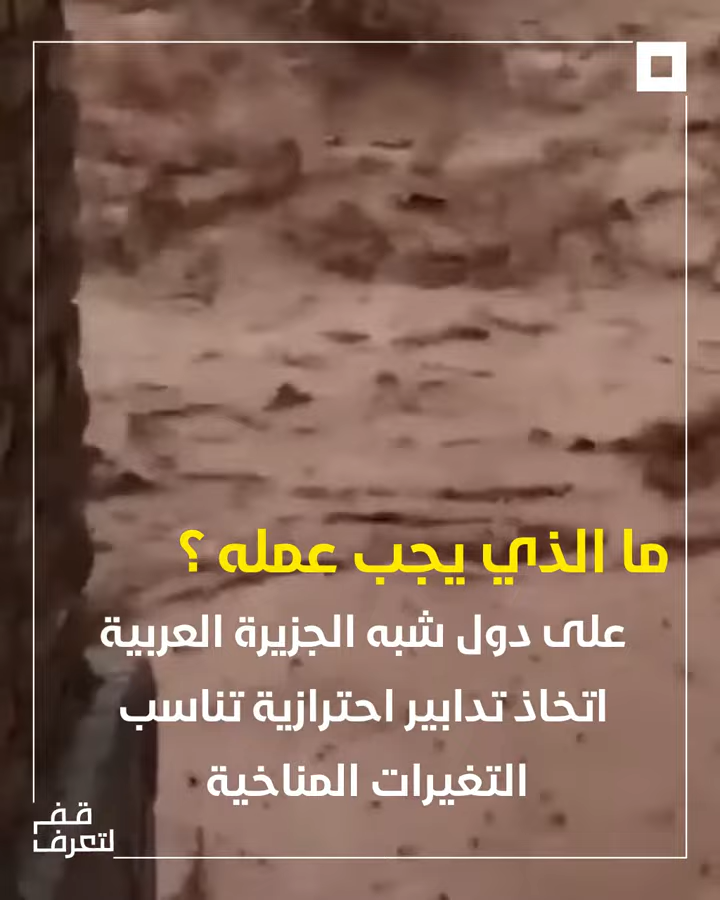 ما الذي يجب عمله ؟
على دول شبه الجزيرة العربية
اتخاذ تدابير احترازية تناسب
التغيرات المناخية
قف
لتعرف